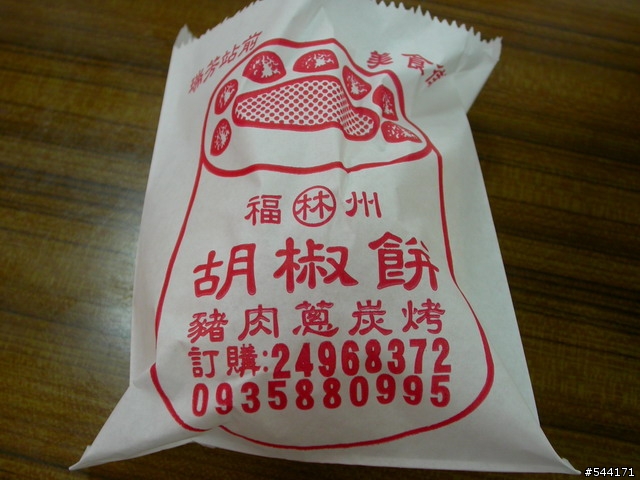 瑞芳站前 美食街
福 林 州
胡椒餅
豬肉蔥炭烤
訂購:24968372
0935880995
#544171